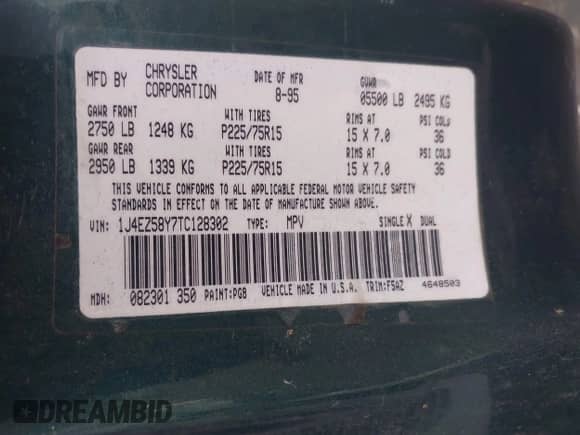 MFD BY CHRYSLER CORPORATION DATE OF MFR 8-95 GVWR 05500 LB 2495 KG
GAWR FRONT WITH TIRES RIMS AT PSI COLD
2750 LB 1248 KG P225/75R15 15 X 7.0 36
GAWR REAR WITH TIRES RIMS AT PSI COLD
2950 LB 1339 KG P225/75R15 15 X 7.0 36
THIS VEHICLE CONFORMS TO ALL APPLICABLE FEDERAL MOTOR VEHICLE SAFETY
STANDARDS IN EFFECT ON THE DATE OF MANUFACTURE SHOWN ABOVE.
VIN: 1J4EZ58Y7TC128302 TYPE: MPV SINGLE X DUAL
MDH: 082301 350 PAINT:PG8 VEHICLE MADE IN U.S.A. TRIM:F5AZ 4648503
DREAMBID